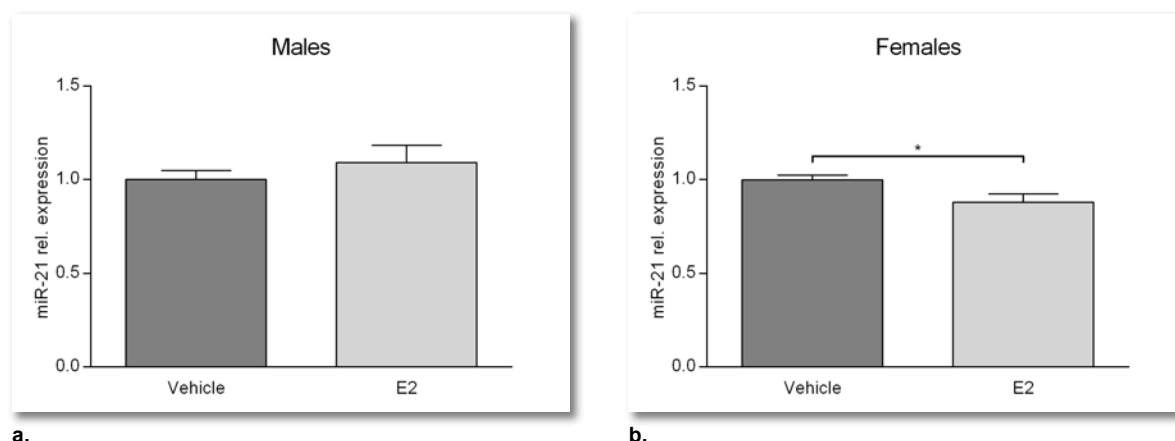 Males
1.5
1.0
0.5
0.0
miR-21 rel. expression
Vehicle E2
a.
Females
1.5
*
1.0
0.5
0.0
miR-21 rel. expression
Vehicle E2
b.